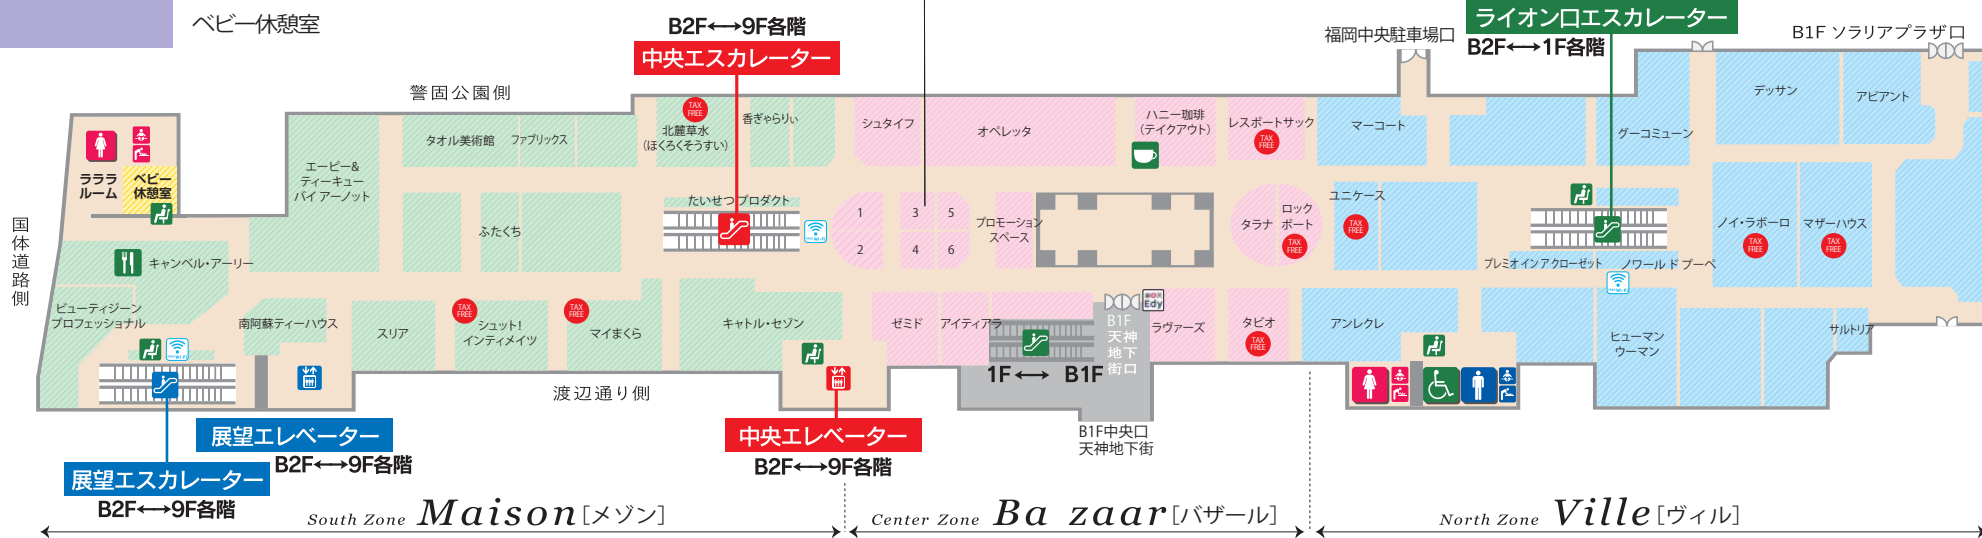 ベビー休憩室
B2F↔9F各階
中央エスカレーター
ライオン口エスカレーター
B2F↔1F各階
福岡中央駐車場口
B1F ソラリアプラザ口
警固公園側
国体道路側
ラララルーム
ベビー休憩室
エービー&
ティーキュー
バイ アーノット
タオル美術館
ファブリックス
TAX FREE
北麓草水
(ほくろくそうすい)
香ぎゃらりぃ
シュタイフ
オペレッタ
ハニー珈琲
(テイクアウト)
レスポートサック
TAX FREE
マーコート
グーコミューン
デッサン
アビアント
ふたくち
たいせつ プロダクト
1
2
3
4
5
6
プロモーション
スペース
タラナ
ロック
ポート
TAX FREE
ユニケース
TAX FREE
プレミオ イン アクローゼット
ノワールドプーペ
ノイ・ラボーロ
TAX FREE
マザーハウス
TAX FREE
キャンベル・アーリー
ビューティジーン
プロフェッショナル
南阿蘇ティーハウス
スリア
TAX FREE
シュット!
インティメイツ
TAX FREE
マイまくら
キャトル・セゾン
ゼミド
アイティアラ
B1F
天神
地下
街口
1F↔B1F
Edy
ラヴァーズ
タビオ
TAX FREE
アンレクレ
ヒューマン
ウーマン
サルトリア
渡辺通り側
展望エレベーター
B2F↔9F各階
展望エスカレーター
B2F↔9F各階
中央エレベーター
B2F↔9F各階
B1F中央口
天神地下街
South Zone Maison [メゾン]
Center Zone Ba zaar [バザール]
North Zone Ville [ヴィル]